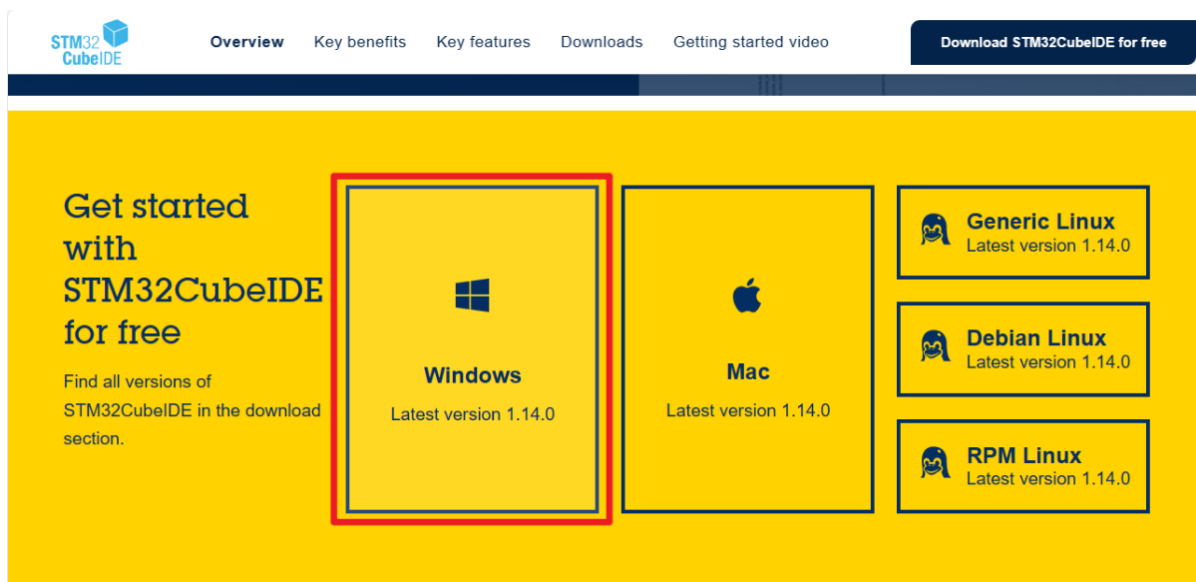 STM32
CubeIDE
Overview
Key benefits
Key features
Downloads
Getting started video
Download STM32CubeIDE for free
Get started
with
STM32CubeIDE
for free
Find all versions of
STM32CubeIDE in the download
section.
Windows
Latest version 1.14.0
Mac
Latest version 1.14.0
Generic Linux
Latest version 1.14.0
Debian Linux
Latest version 1.14.0
RPM Linux
Latest version 1.14.0